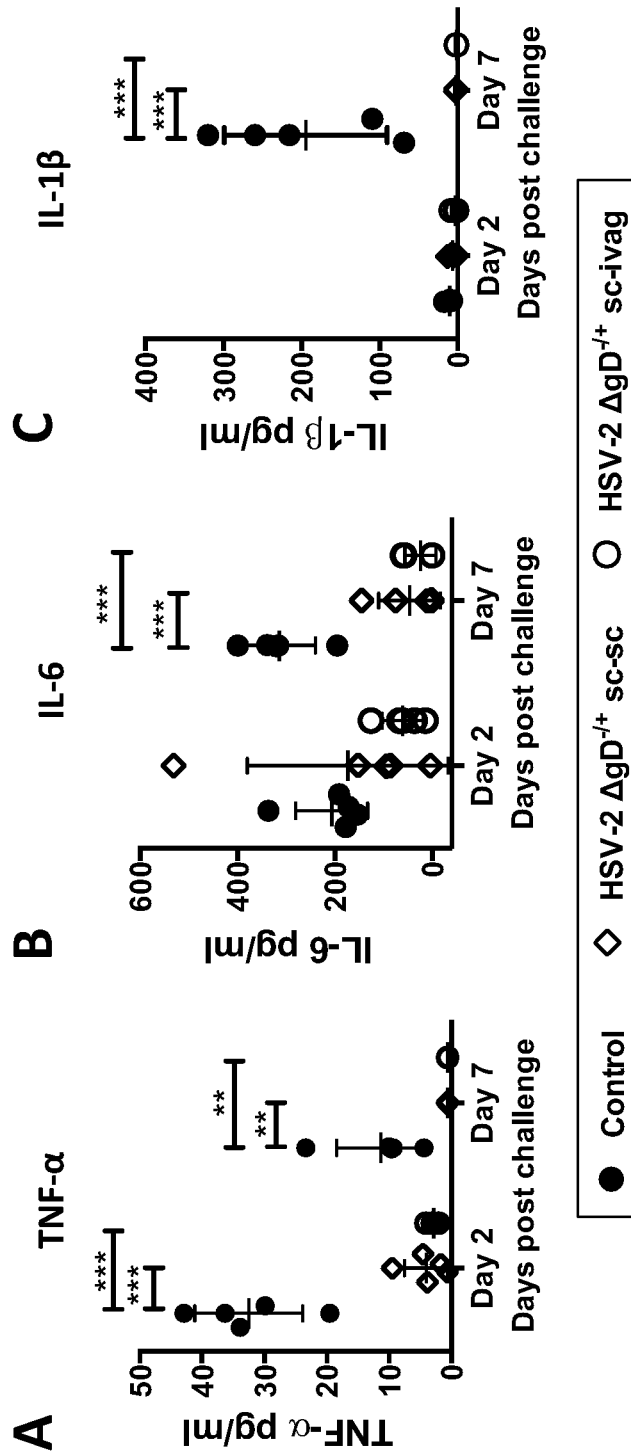 A
TNF-α
TNF-α pg/ml
50
40
30
20
10
0
***
***
**
**
Day 2
Day 7
Days post challenge
B
IL-6
IL-6 pg/ml
600
400
200
0
***
***
Day 2
Day 7
Days post challenge
C
IL-1β
IL-1β pg/ml
400
300
200
100
0
***
***
Day 2
Day 7
Days post challenge
Control
HSV-2 ΔgD-/+ sc-sc
HSV-2 ΔgD-/+ sc-ivag